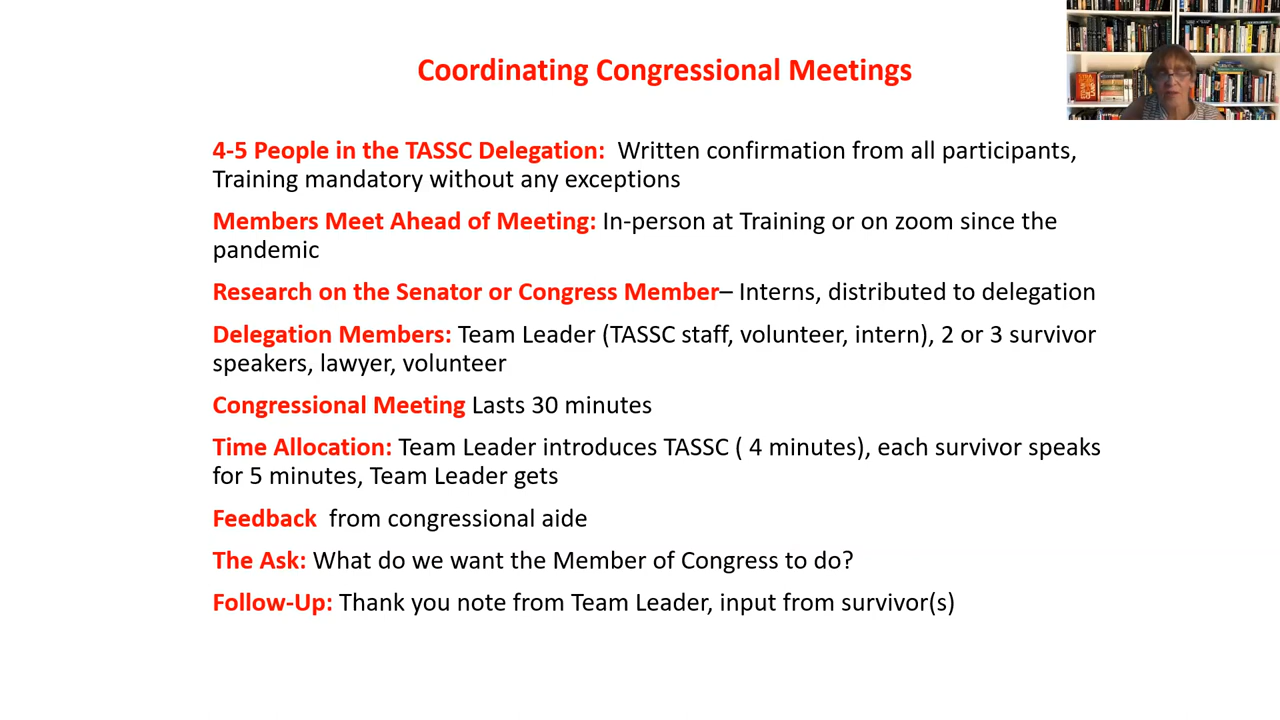 Coordinating Congressional Meetings
4-5 People in the TASSC Delegation: Written confirmation from all participants,
Training mandatory without any exceptions
Members Meet Ahead of Meeting: In-person at Training or on zoom since the
pandemic
Research on the Senator or Congress Member– Interns, distributed to delegation
Delegation Members: Team Leader (TASSC staff, volunteer, intern), 2 or 3 survivor
speakers, lawyer, volunteer
Congressional Meeting Lasts 30 minutes
Time Allocation: Team Leader introduces TASSC ( 4 minutes), each survivor speaks
for 5 minutes, Team Leader gets
Feedback from congressional aide
The Ask: What do we want the Member of Congress to do?
Follow-Up: Thank you note from Team Leader, input from survivor(s)